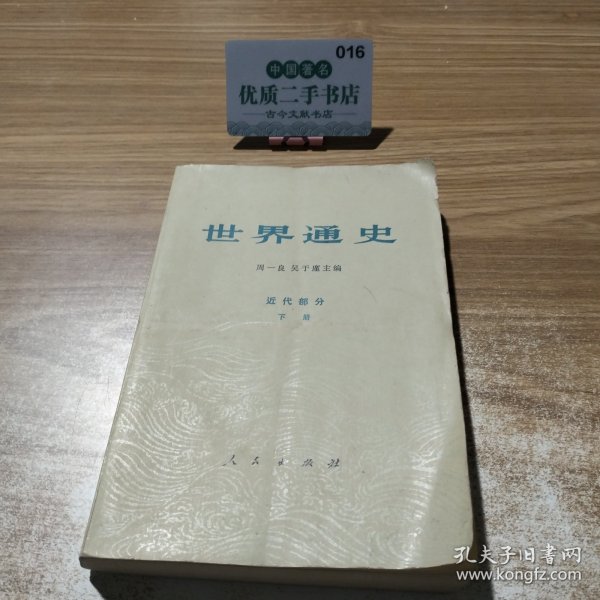 016
中国著名
优质二手书店
古今文献书店
世界通史
周一良 吴于廑主编
近代部分
下册
人民出版社
孔夫子旧书网
www.kongfz.com